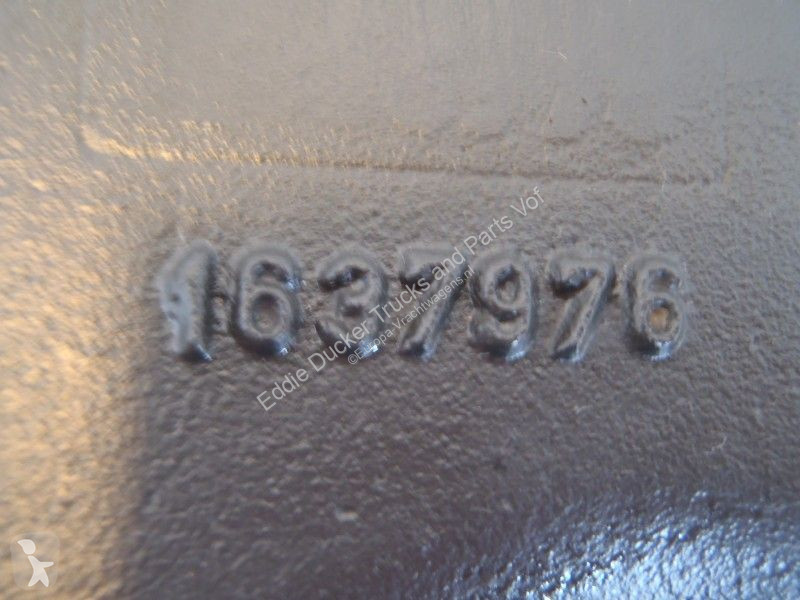 1637976
Eddie Ducker Trucks and Parts Vof
©Europa-Vrachtwagens.nl